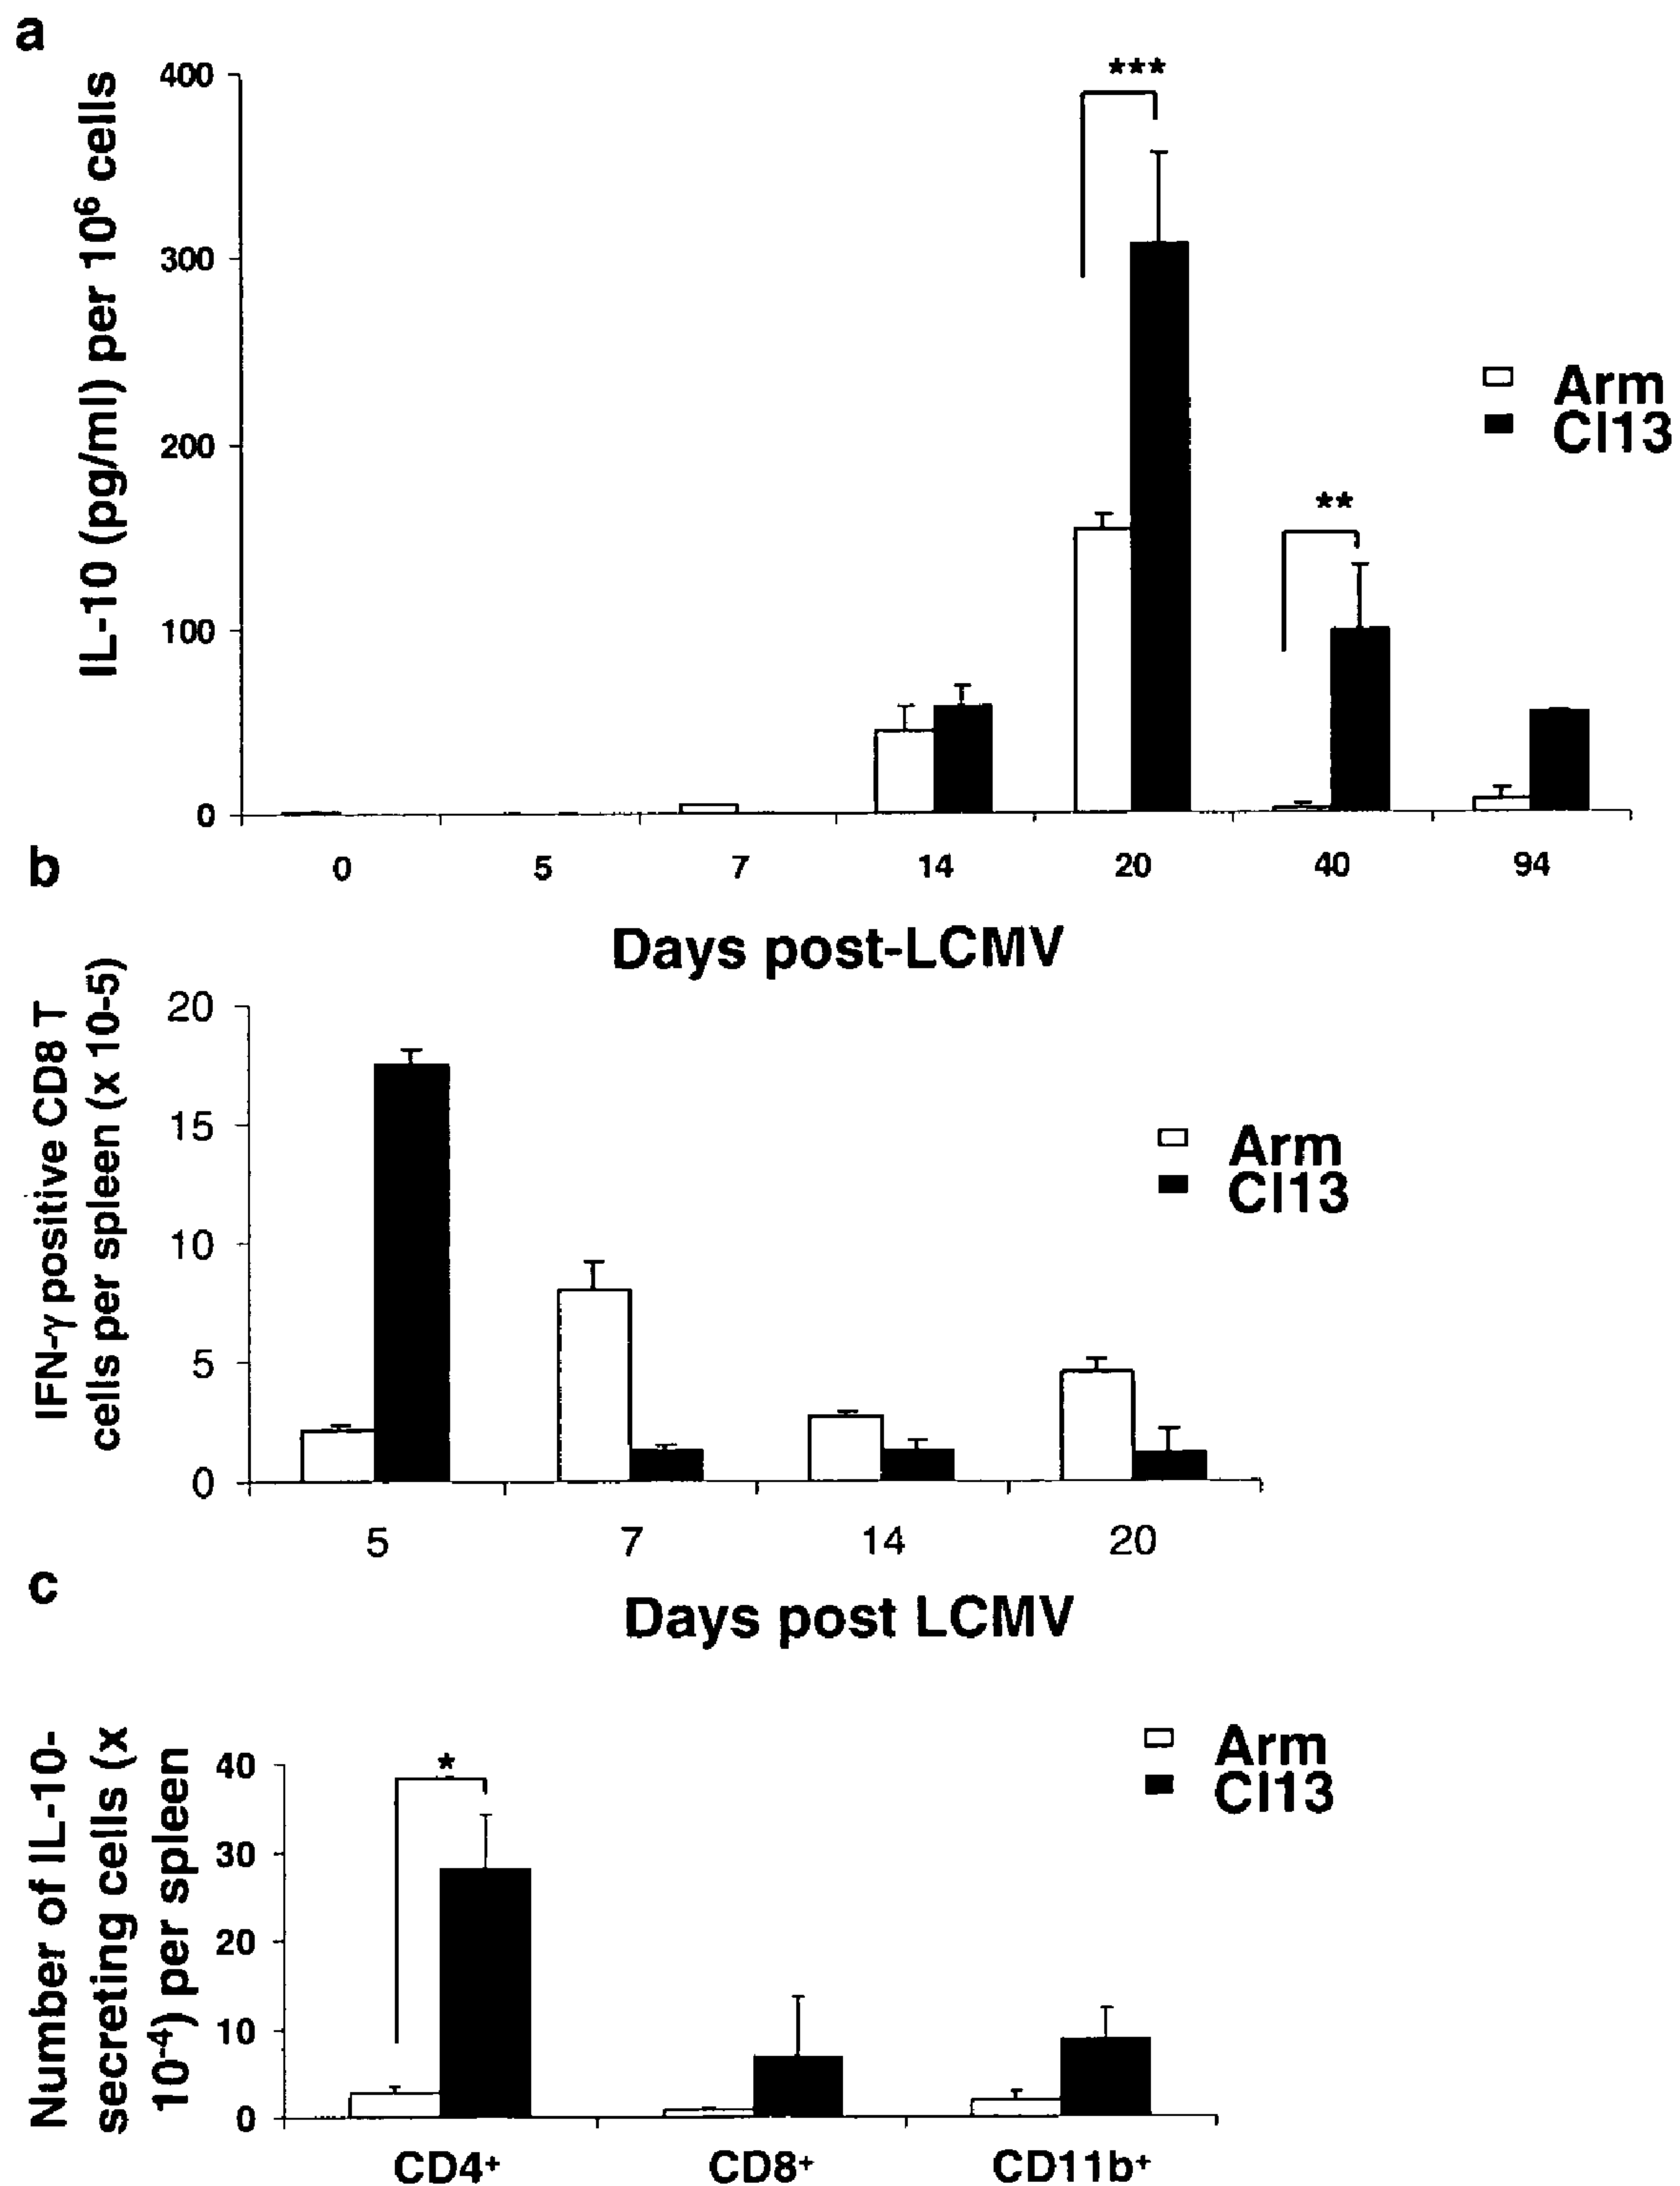 a
IL-10 (pg/ml) per 10⁶ cells
400
300
200
100
0
***
**
Arm
Cl13
0 5 7 14 20 40 94
Days post-LCMV
b
IFN-γ positive CD8 T
cells per spleen (x 10-5)
20
15
10
5
0
Arm
Cl13
5 7 14 20
Days post LCMV
c
Number of IL-10-
secreting cells (x
10⁻⁴) per spleen
40
30
20
10
0
*
Arm
Cl13
CD4⁺ CD8⁺ CD11b⁺